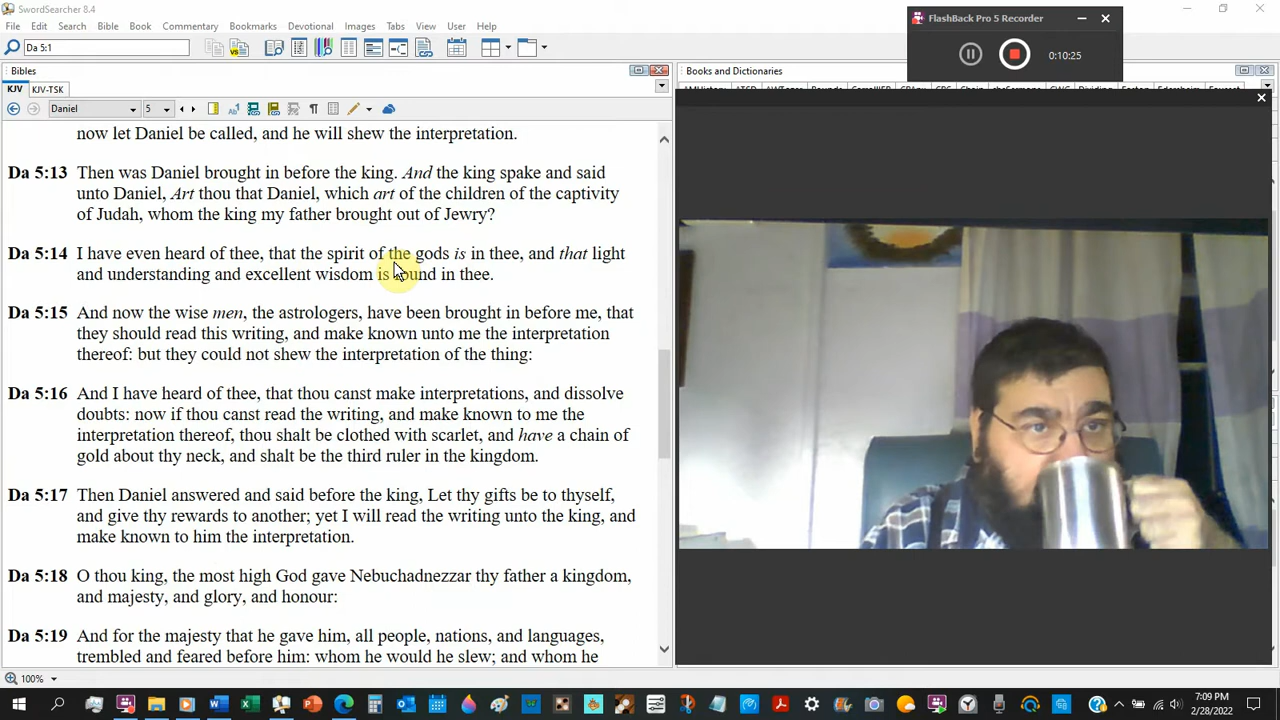 SwordSearcher 8.4
File Edit Search Bible Book Commentary Bookmarks Devotional Images Tabs View User Help
Da 5:1
FlashBack Pro 5 Recorder
0:10:25
Bibles
Books and Dictionaries
KJV KJV-TSK
Daniel 5
now let Daniel be called, and he will shew the interpretation.
Da 5:13 Then was Daniel brought in before the king. And the king spake and said
unto Daniel, Art thou that Daniel, which art of the children of the captivity
of Judah, whom the king my father brought out of Jewry?
Da 5:14 I have even heard of thee, that the spirit of the gods is in thee, and that light
and understanding and excellent wisdom is found in thee.
Da 5:15 And now the wise men, the astrologers, have been brought in before me, that
they should read this writing, and make known unto me the interpretation
thereof: but they could not shew the interpretation of the thing:
Da 5:16 And I have heard of thee, that thou canst make interpretations, and dissolve
doubts: now if thou canst read the writing, and make known to me the
interpretation thereof, thou shalt be clothed with scarlet, and have a chain of
gold about thy neck, and shalt be the third ruler in the kingdom.
Da 5:17 Then Daniel answered and said before the king, Let thy gifts be to thyself,
and give thy rewards to another; yet I will read the writing unto the king, and
make known to him the interpretation.
Da 5:18 O thou king, the most high God gave Nebuchadnezzar thy father a kingdom,
and majesty, and glory, and honour:
Da 5:19 And for the majesty that he gave him, all people, nations, and languages,
trembled and feared before him: whom he would he slew; and whom he
100%
7:09 PM
2/28/2022